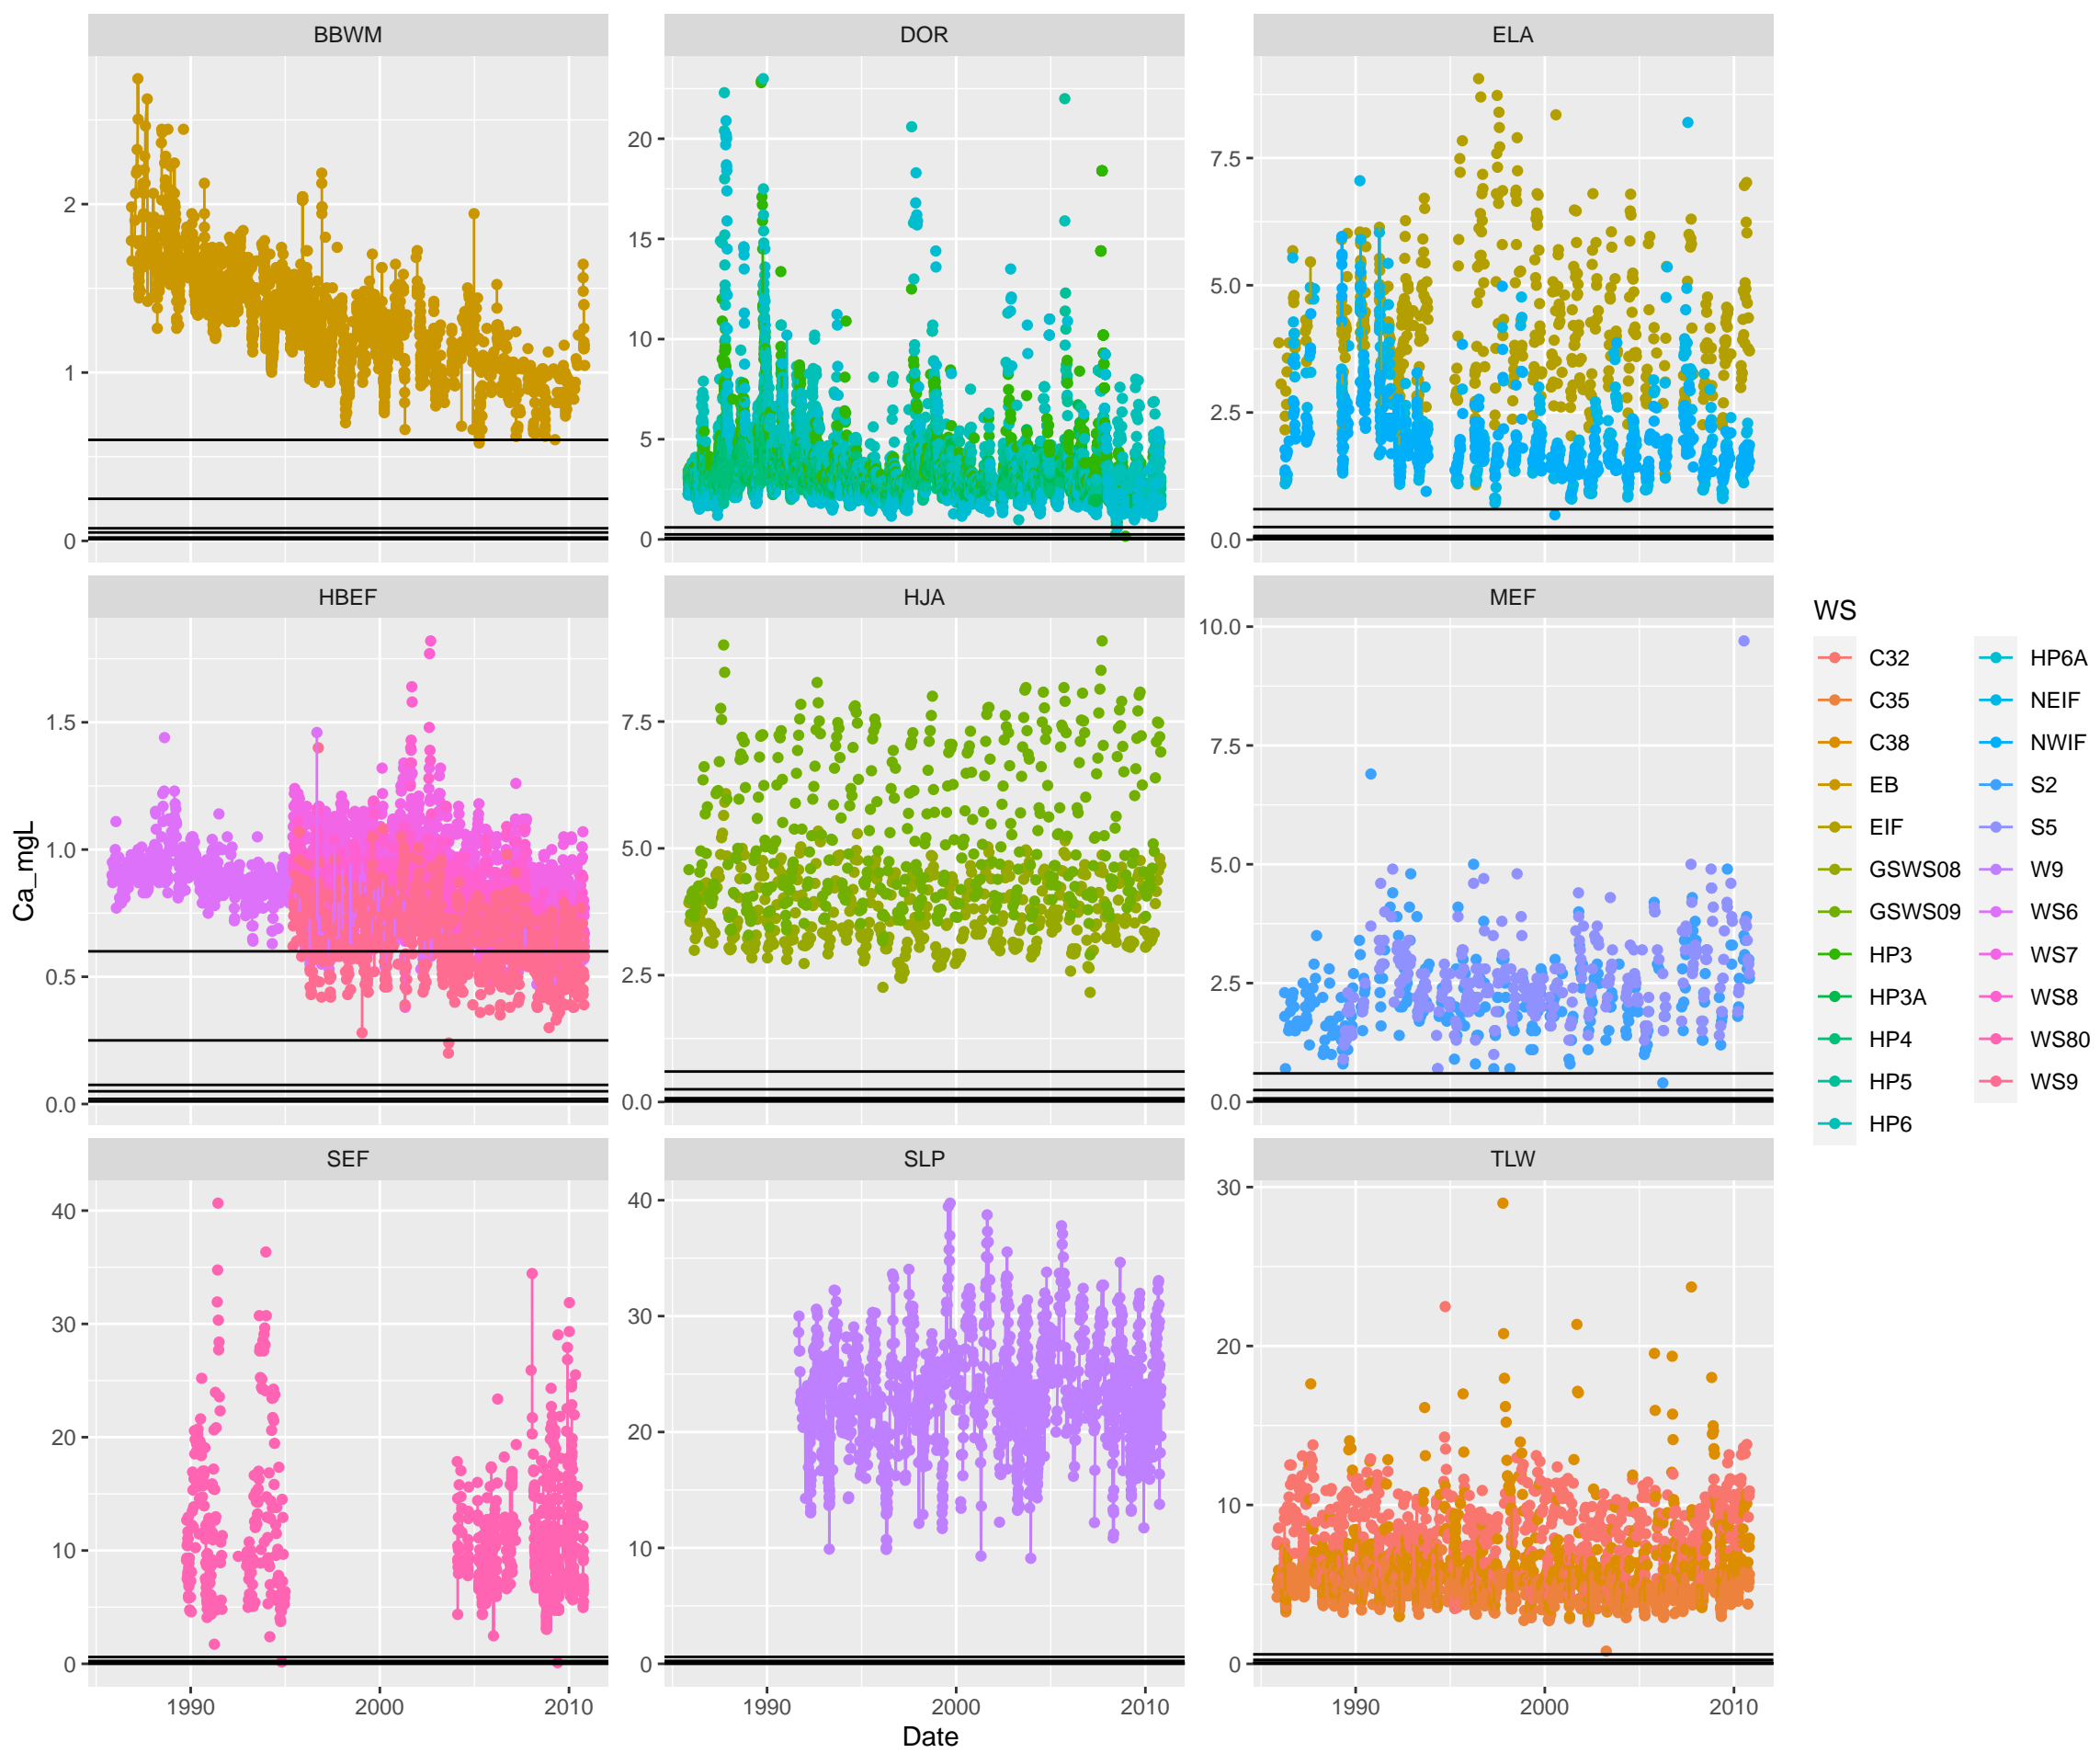 BBWM
DOR
ELA
2
1
0
20
15
10
5
0
7.5
5.0
2.5
0.0
HBEF
HJA
MEF
1.5
1.0
0.5
0.0
7.5
5.0
2.5
0.0
10.0
7.5
5.0
2.5
0.0
SEF
SLP
TLW
40
30
20
10
0
40
30
20
10
0
30
20
10
0
1990 2000 2010
1990 2000 2010
1990 2000 2010
Date
Ca_mgL
WS
C32
C35
C38
EB
EIF
GSWS08
GSWS09
HP3
HP3A
HP4
HP5
HP6
HP6A
NEIF
NWIF
S2
S5
W9
WS6
WS7
WS8
WS80
WS9